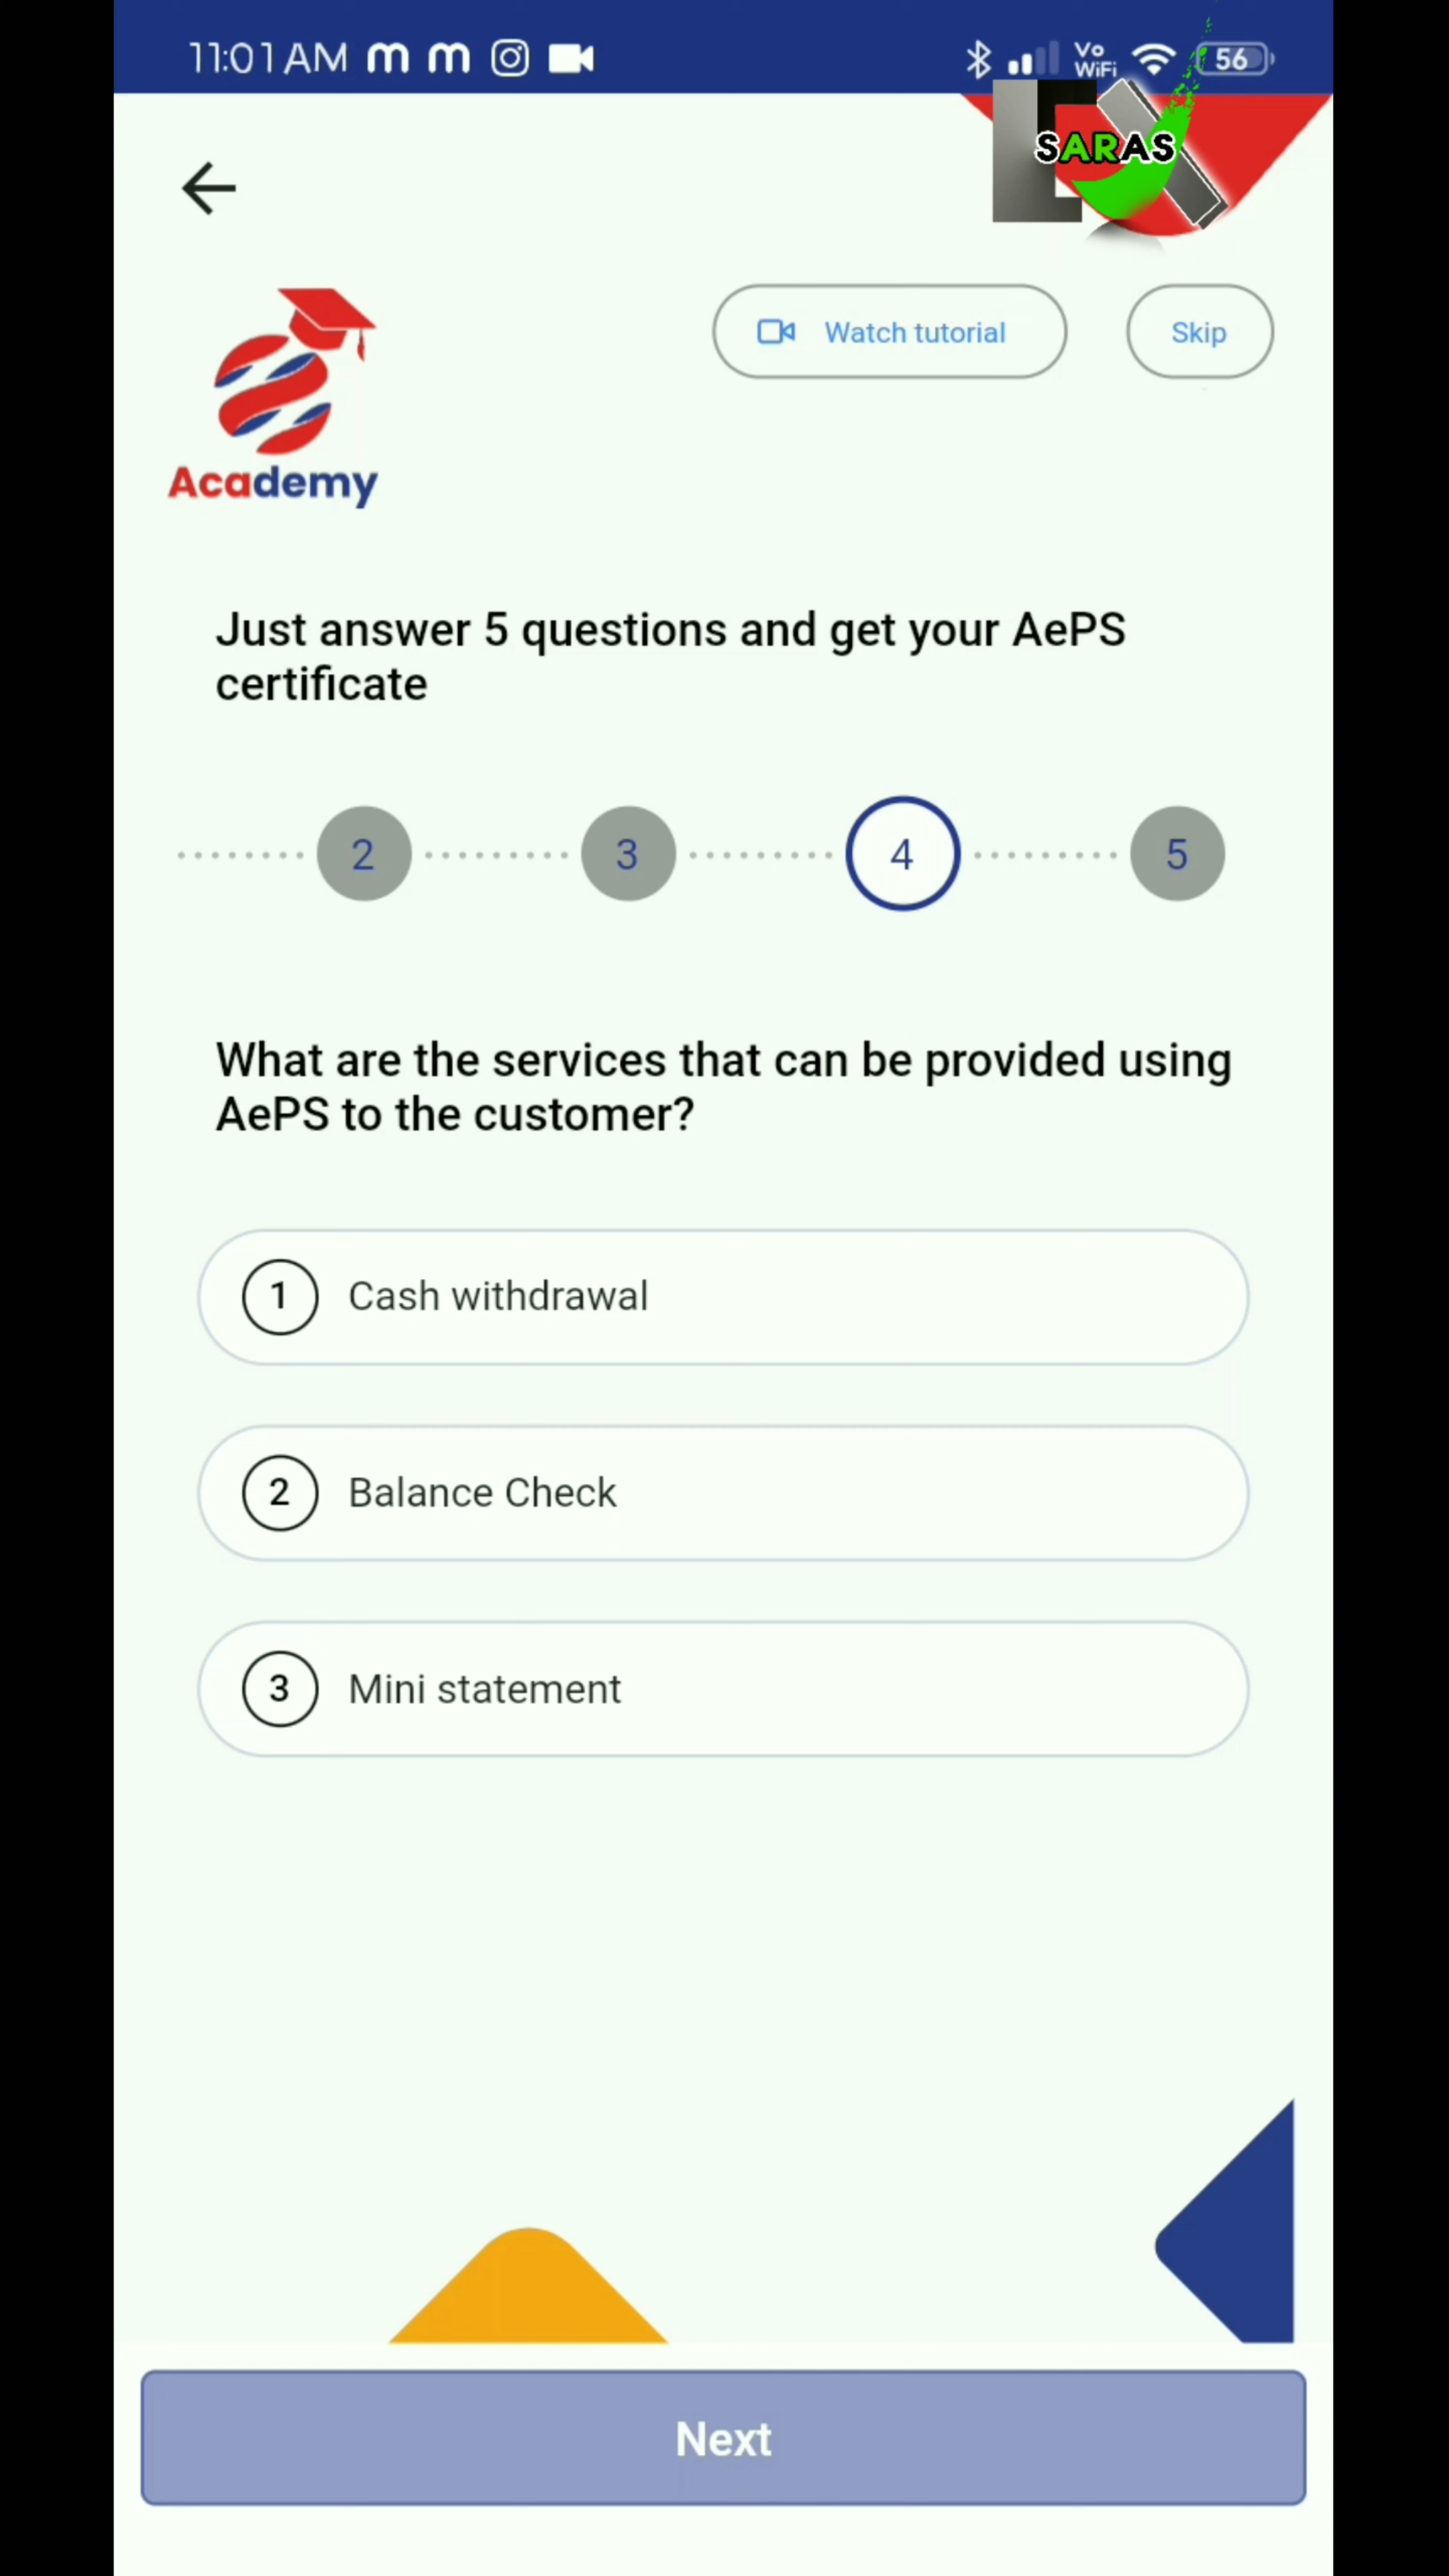 11:01 AM
Vo
WiFi
56
SARAS
Watch tutorial
Skip
Academy
Just answer 5 questions and get your AePS
certificate
2
3
4
5
What are the services that can be provided using
AePS to the customer?
1 Cash withdrawal
2 Balance Check
3 Mini statement
Next